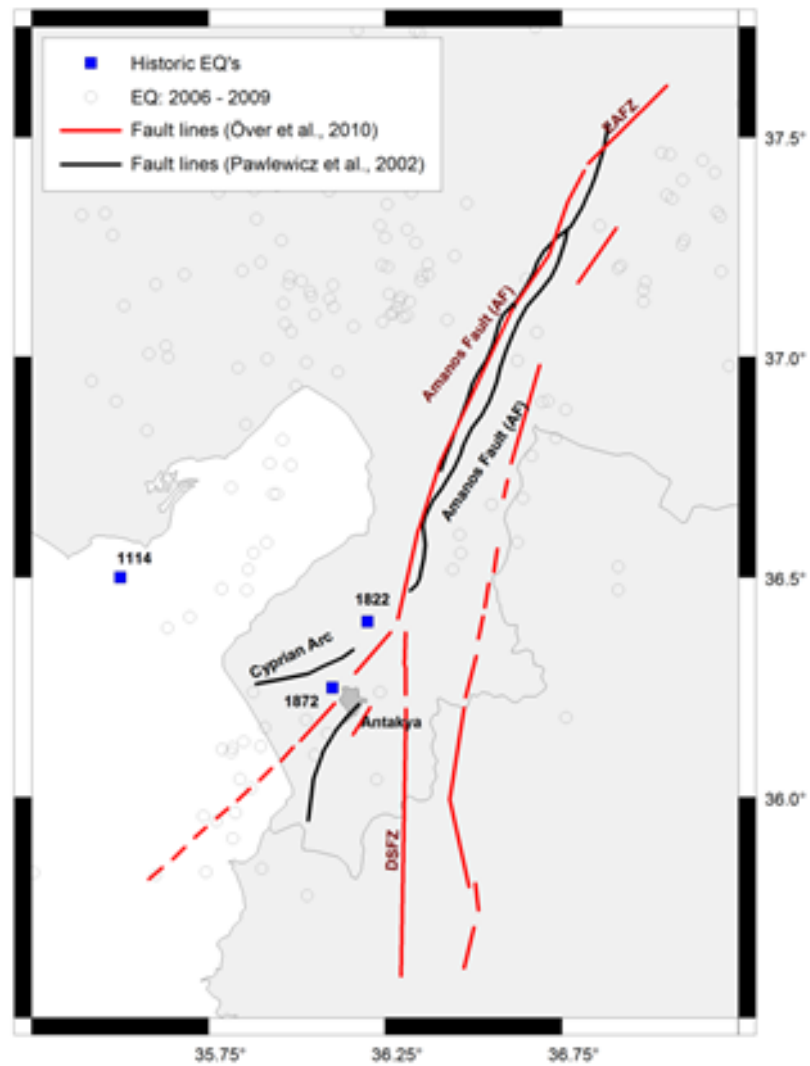 Historic EQ's
EQ: 2006 - 2009
Fault lines (Över et al., 2010)
Fault lines (Pawlewicz et al., 2002)
EAFZ
37.5°
Amanos Fault (AF)
37.0°
Amanos Fault (AF)
1114
36.5°
1822
Cyprian Arc
1872
Antakya
36.0°
DSFZ
35.75°
36.25°
36.75°